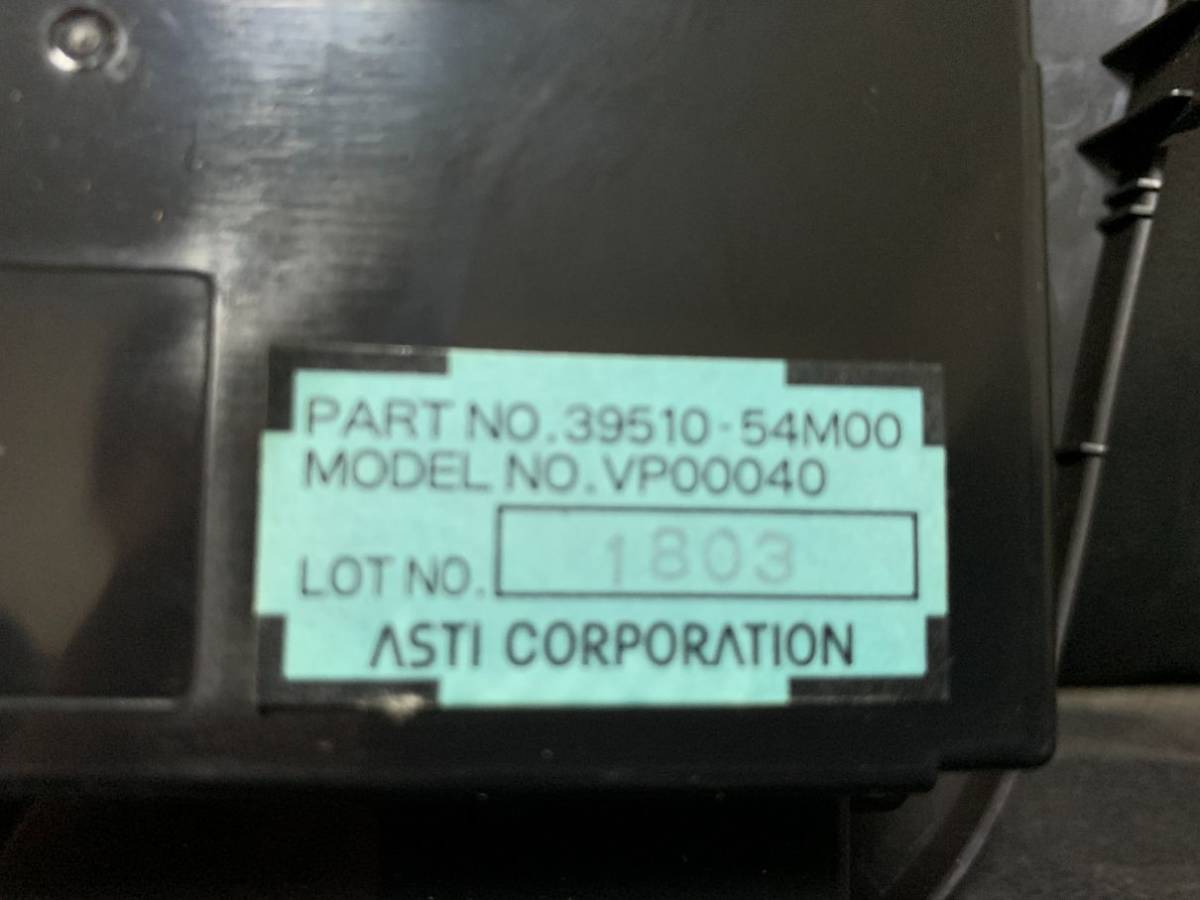 PART NO. 39510-54M00
MODEL NO. VP00040
LOT NO. 1803
ASTI CORPORATION